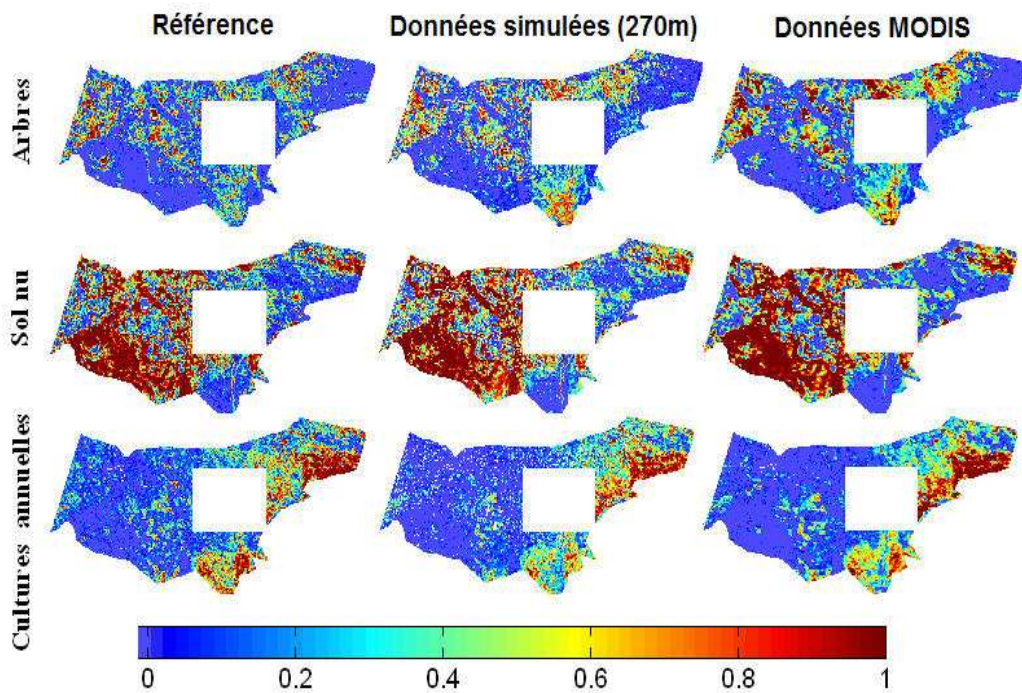 Référence
Données simulées (270m)
Données MODIS
Arbres
Sol nu
Cultures annuelles
0 0.2 0.4 0.6 0.8 1